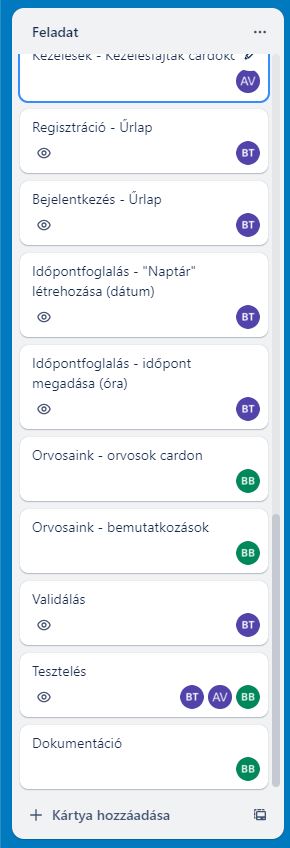 Feladat
Kezelések - Kezelésfajták cardoko
AV
Regisztráció - Űrlap
BT
Bejelentkezés - Űrlap
BT
Időpontfoglalás - "Naptár"
létrehozása (dátum)
BT
Időpontfoglalás - időpont
megadása (óra)
BT
Orvosaink - orvosok cardon
BB
Orvosaink - bemutatkozások
BB
Validálás
BT
Tesztelés
BT AV BB
Dokumentáció
BB
+ Kártya hozzáadása